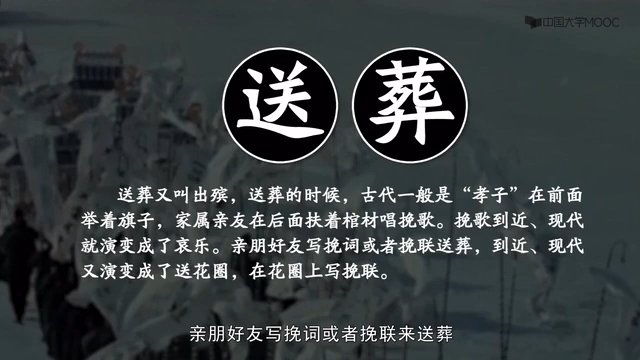 中国大学MOOC
送葬
送葬又叫出殡，送葬的时候，古代一般是“孝子”在前面
举着旗子，家属亲友在后面扶着棺材唱挽歌。挽歌到近、现代
就演变成了哀乐。亲朋好友写挽词或者挽联送葬，到近、现代
又演变成了送花圈，在花圈上写挽联。
亲朋好友写挽词或者挽联来送葬